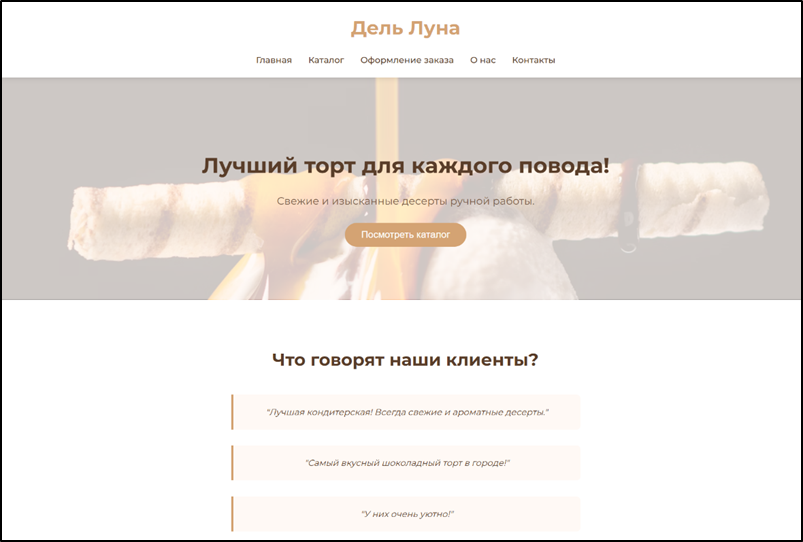 Дель Луна
Главная Каталог Оформление заказа О нас Контакты
Лучший торт для каждого повода!
Свежие и изысканные десерты ручной работы.
Посмотреть каталог
Что говорят наши клиенты?
"Лучшая кондитерская! Всегда свежие и ароматные десерты."
"Самый вкусный шоколадный торт в городе!"
"У них очень уютно!"